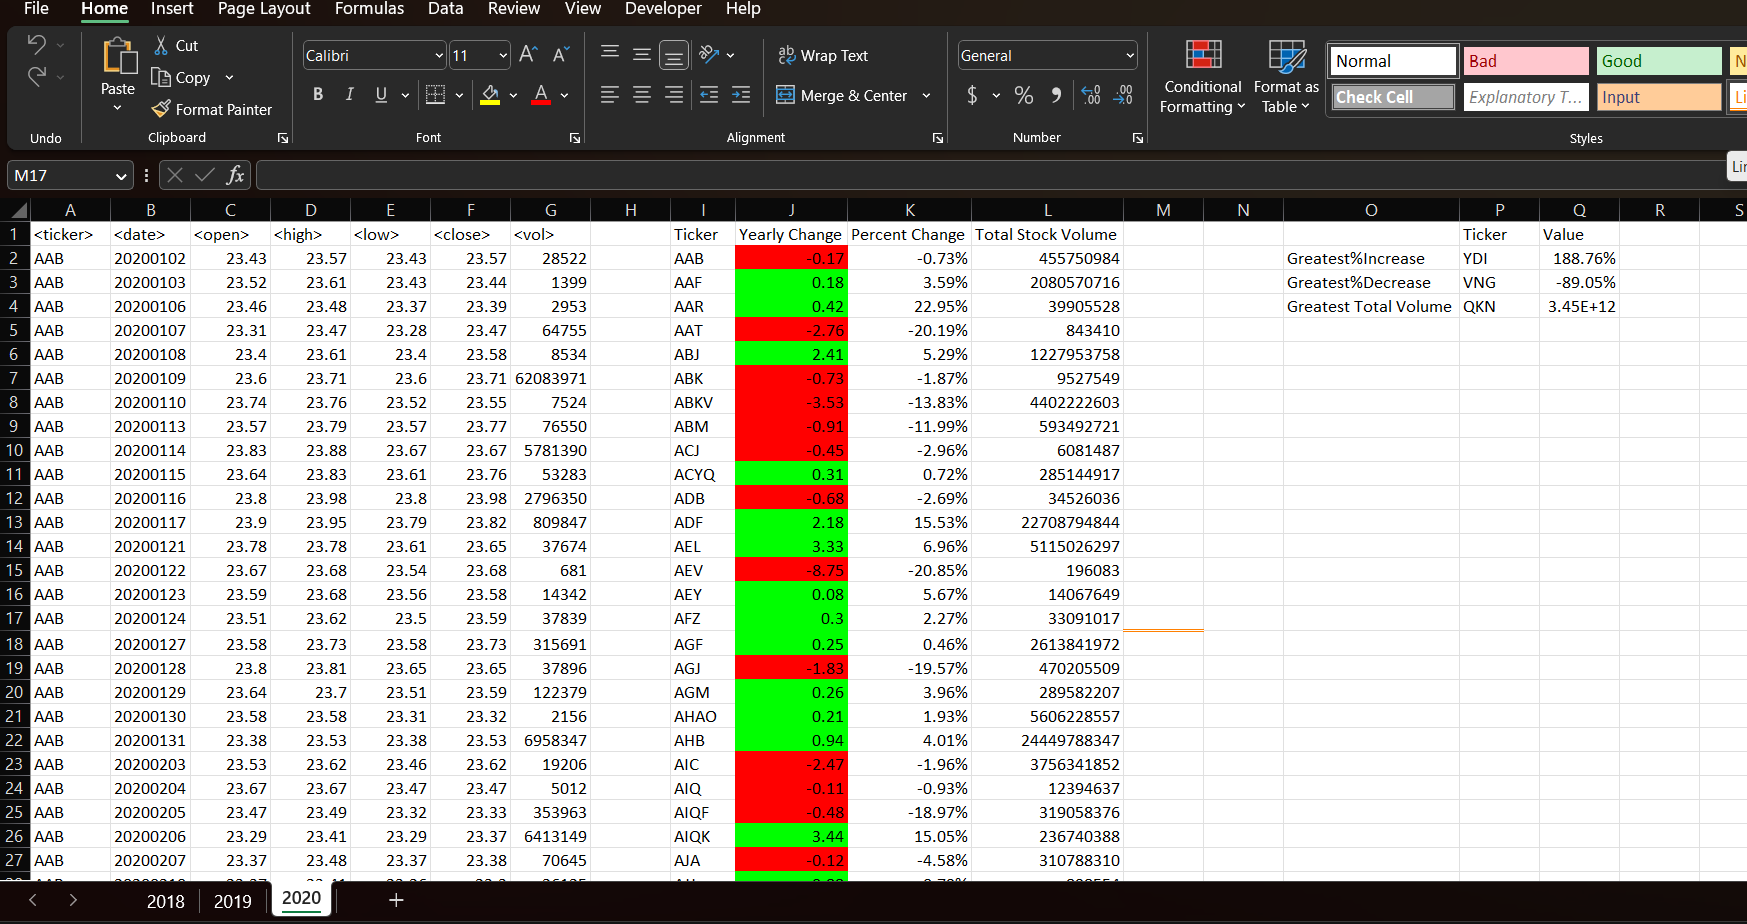 File Home Insert Page Layout Formulas Data Review View Developer Help
Cut
Copy
Format Painter
Paste
Undo
Clipboard
Calibri 11 A A
B I U A
Font
Wrap Text
Merge & Center
Alignment
General
$ % 9 .00 .00
Number
Conditional Formatting
Format as Table
Normal Bad Good N
Check Cell Explanatory T... Input Li
Styles
M17 fx Lin
A B C D E F G H I J K L M N O P Q R S
1 <ticker> <date> <open> <high> <low> <close> <vol> Ticker Yearly Change Percent Change Total Stock Volume Ticker Value
2 AAB 20200102 23.43 23.57 23.43 23.57 28522 AAB -0.17 -0.73% 455750984 Greatest%Increase YDI 188.76%
3 AAB 20200103 23.52 23.61 23.43 23.44 1399 AAF 0.18 3.59% 2080570716 Greatest%Decrease VNG -89.05%
4 AAB 20200106 23.46 23.48 23.37 23.39 2953 AAR 0.42 22.95% 39905528 Greatest Total Volume QKN 3.45E+12
5 AAB 20200107 23.31 23.47 23.28 23.47 64755 AAT -2.76 -20.19% 843410
6 AAB 20200108 23.4 23.61 23.4 23.58 8534 ABJ 2.41 5.29% 1227953758
7 AAB 20200109 23.6 23.71 23.6 23.71 62083971 ABK -0.73 -1.87% 9527549
8 AAB 20200110 23.74 23.76 23.52 23.55 7524 ABKV -3.53 -13.83% 4402222603
9 AAB 20200113 23.57 23.79 23.57 23.77 76550 ABM -0.91 -11.99% 593492721
10 AAB 20200114 23.83 23.88 23.67 23.67 5781390 ACJ -0.45 -2.96% 6081487
11 AAB 20200115 23.64 23.83 23.61 23.76 53283 ACYQ 0.31 0.72% 285144917
12 AAB 20200116 23.8 23.98 23.8 23.98 2796350 ADB -0.68 -2.69% 34526036
13 AAB 20200117 23.9 23.95 23.79 23.82 809847 ADF 2.18 15.53% 22708794844
14 AAB 20200121 23.78 23.78 23.61 23.65 37674 AEL 3.33 6.96% 5115026297
15 AAB 20200122 23.67 23.68 23.54 23.68 681 AEV -8.75 -20.85% 196083
16 AAB 20200123 23.59 23.68 23.56 23.58 14342 AEY 0.08 5.67% 14067649
17 AAB 20200124 23.51 23.62 23.5 23.59 37839 AFZ 0.3 2.27% 33091017
18 AAB 20200127 23.58 23.73 23.58 23.73 315691 AGF 0.25 0.46% 2613841972
19 AAB 20200128 23.8 23.81 23.65 23.65 37896 AGJ -1.83 -19.57% 470205509
20 AAB 20200129 23.64 23.7 23.51 23.59 122379 AGM 0.26 3.96% 289582207
21 AAB 20200130 23.58 23.58 23.31 23.32 2156 AHAO 0.21 1.93% 5606228557
22 AAB 20200131 23.38 23.53 23.38 23.53 6958347 AHB 0.94 4.01% 24449788347
23 AAB 20200203 23.53 23.62 23.46 23.62 19206 AIC -2.47 -1.96% 3756341852
24 AAB 20200204 23.67 23.67 23.47 23.47 5012 AIQ -0.11 -0.93% 12394637
25 AAB 20200205 23.47 23.49 23.32 23.33 353963 AIQF -0.48 -18.97% 319058376
26 AAB 20200206 23.29 23.41 23.29 23.37 6413149 AIQK 3.44 15.05% 236740388
27 AAB 20200207 23.37 23.48 23.37 23.38 70645 AJA -0.12 -4.58% 310788310
2018 2019 2020 +